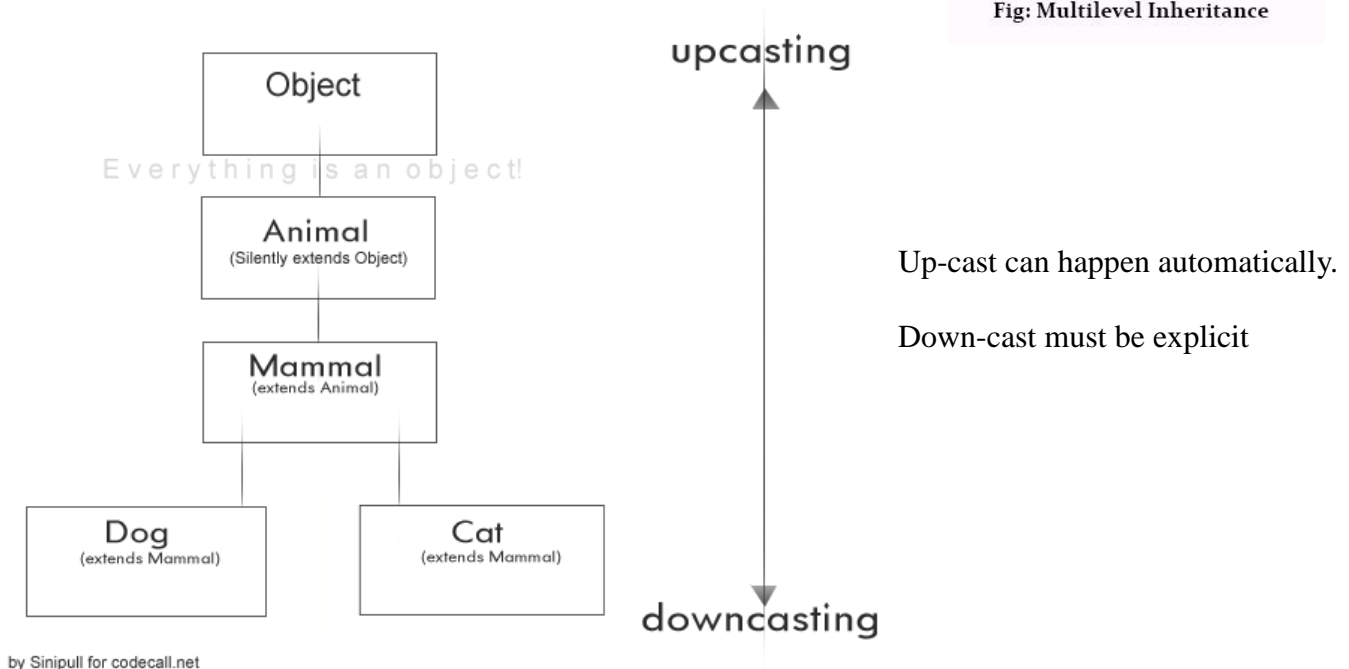 Fig: Multilevel Inheritance
upcasting
Object
Everything is an object!
Animal
(Silently extends Object)
Up-cast can happen automatically.
Down-cast must be explicit
Mammal
(extends Animal)
Dog
(extends Mammal)
Cat
(extends Mammal)
downcasting
by Sinipull for codecall.net